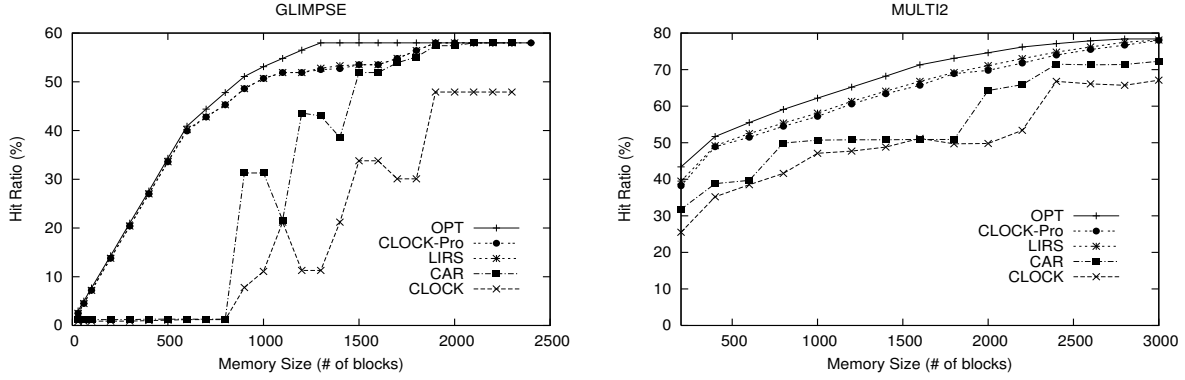 GLIMPSE
60
50
40
30
20
10
0
0
500
1000
1500
2000
2500
Hit Ratio (%)
Memory Size (# of blocks)
OPT
CLOCK-Pro
LIRS
CAR
CLOCK
MULTI2
80
70
60
50
40
30
20
10
0
500
1000
1500
2000
2500
3000
Hit Ratio (%)
Memory Size (# of blocks)
OPT
CLOCK-Pro
LIRS
CAR
CLOCK